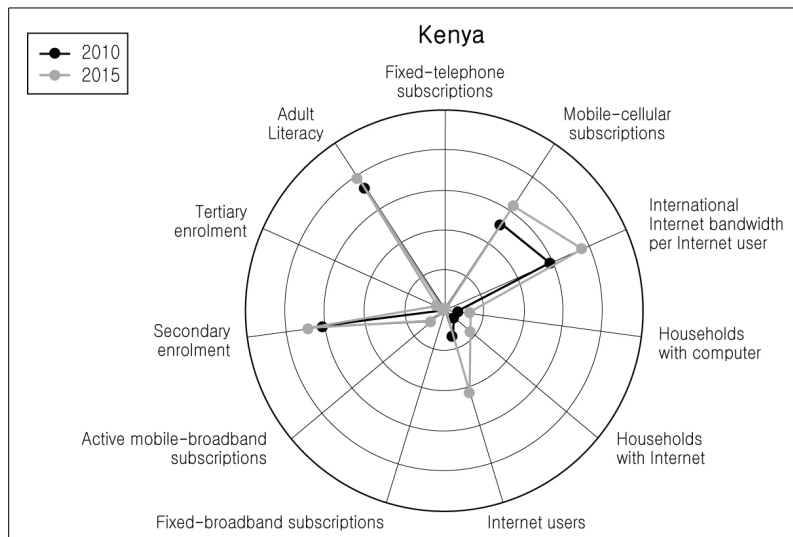 Kenya
2010
2015
Fixed-telephone
subscriptions
Mobile-cellular
subscriptions
International
Internet bandwidth
per Internet user
Households
with computer
Households
with Internet
Internet users
Fixed-broadband subscriptions
Active mobile-broadband
subscriptions
Secondary
enrolment
Tertiary
enrolment
Adult
Literacy